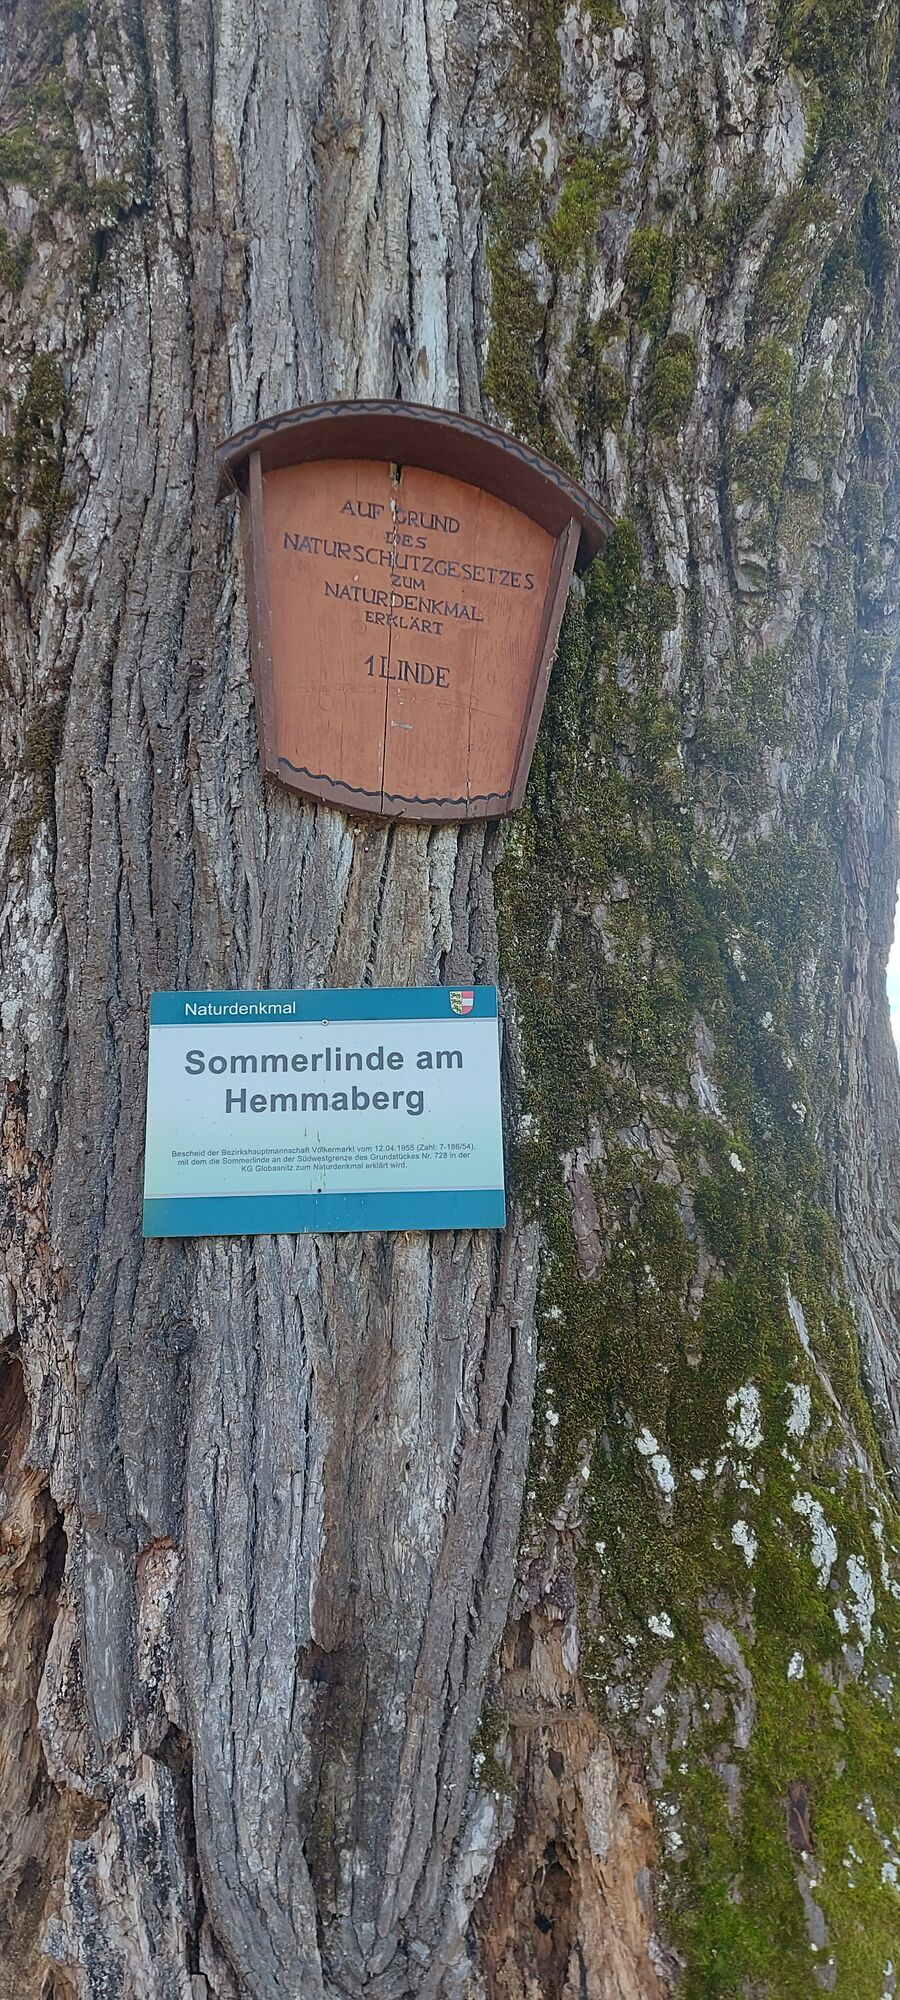 AUF GRUND
DES
NATURSCHUTZGESETZES
ZUM
NATURDENKMAL
ERKLÄRT
1 LINDE
Naturdenkmal
Sommerlinde am
Hemmaberg
Bescheid der Bezirkshauptmannschaft Völkermarkt vom 12.04.1955 (Zahl: 7-186/54),
mit dem die Sommerlinde an der Südwestgrenze des Grundstückes Nr. 728 in der
KG Globasnitz zum Naturdenkmal erklärt wird.